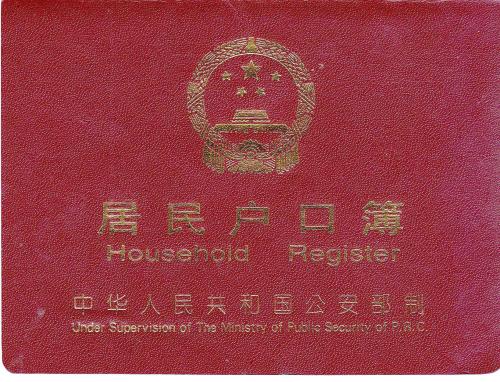 居民户口簿
Household Register
中华人民共和国公安部制
Under Supervision of The Ministry of Public Security of P.R.C.